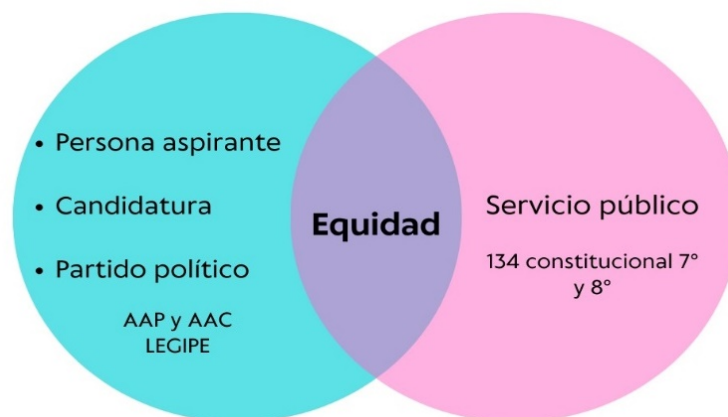 • Persona aspirante
• Candidatura
• Partido político
AAP y AAC
LEGIPE
Equidad
Servicio público
134 constitucional 7°
y 8°